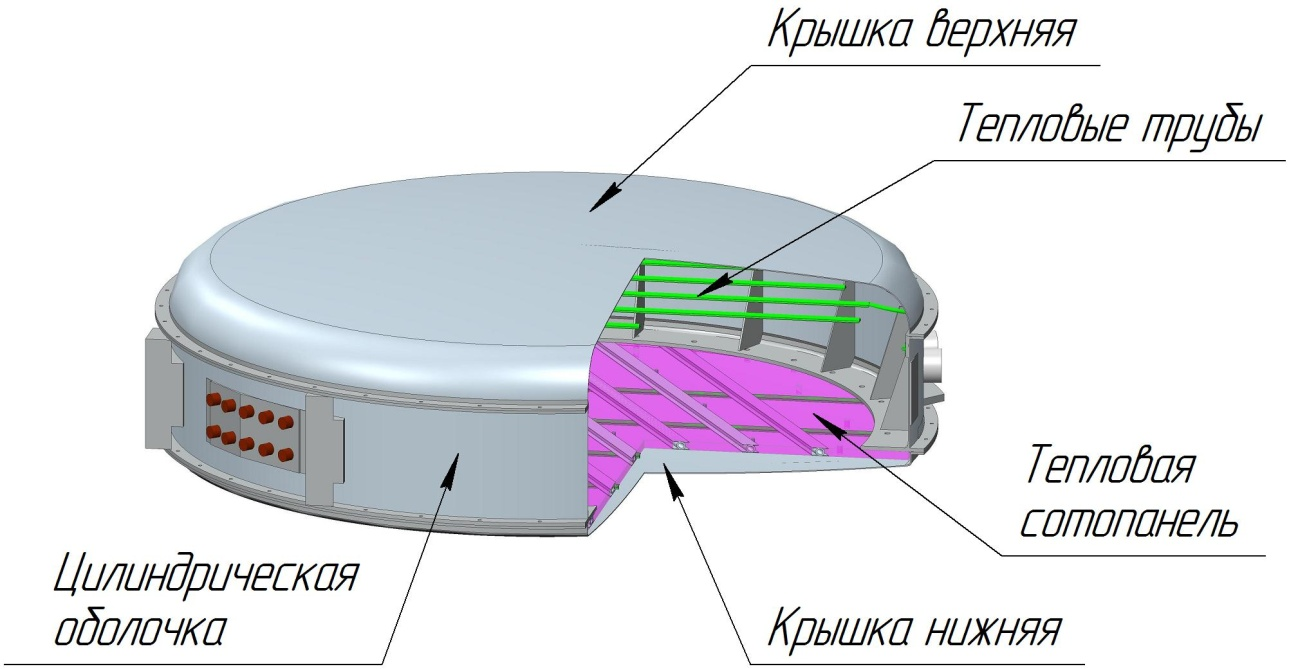 Крышка верхняя
Тепловые трубы
Тепловая
сотопанель
Цилиндрическая
оболочка
Крышка нижняя